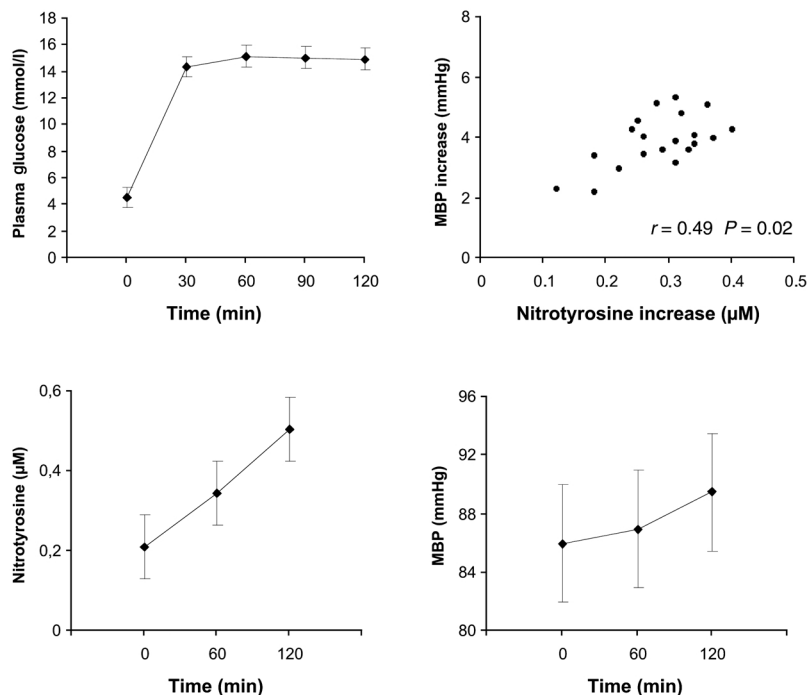 18
16
14
12
10
8
6
4
2
0
Plasma glucose (mmol/l)
0 30 60 90 120
Time (min)
8
6
4
2
0
MBP increase (mmHg)
r = 0.49 P = 0.02
0 0.1 0.2 0.3 0.4 0.5
Nitrotyrosine increase (µM)
0,6
0,4
0,2
0
Nitrotyrosine (µM)
0 60 120
Time (min)
96
92
88
84
80
MBP (mmHg)
0 60 120
Time (min)